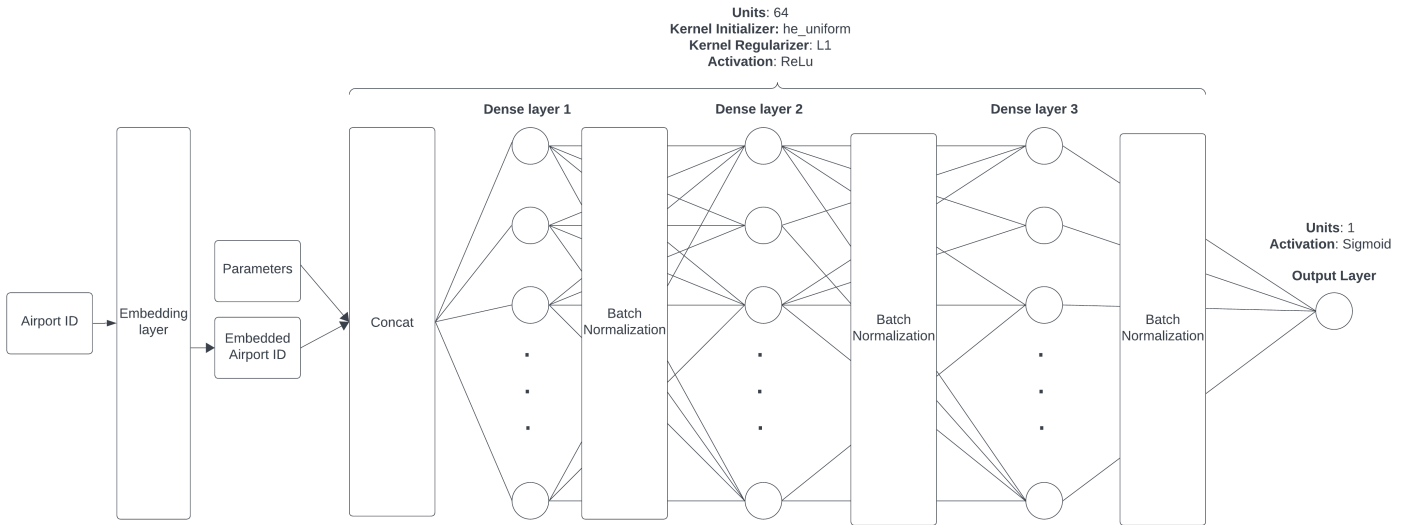 Units: 64
Kernel Initializer: he_uniform
Kernel Regularizer: L1
Activation: ReLu
Dense layer 1
Dense layer 2
Dense layer 3
Airport ID
Embedding
layer
Parameters
Embedded
Airport ID
Concat
Batch
Normalization
Batch
Normalization
Batch
Normalization
Units: 1
Activation: Sigmoid
Output Layer